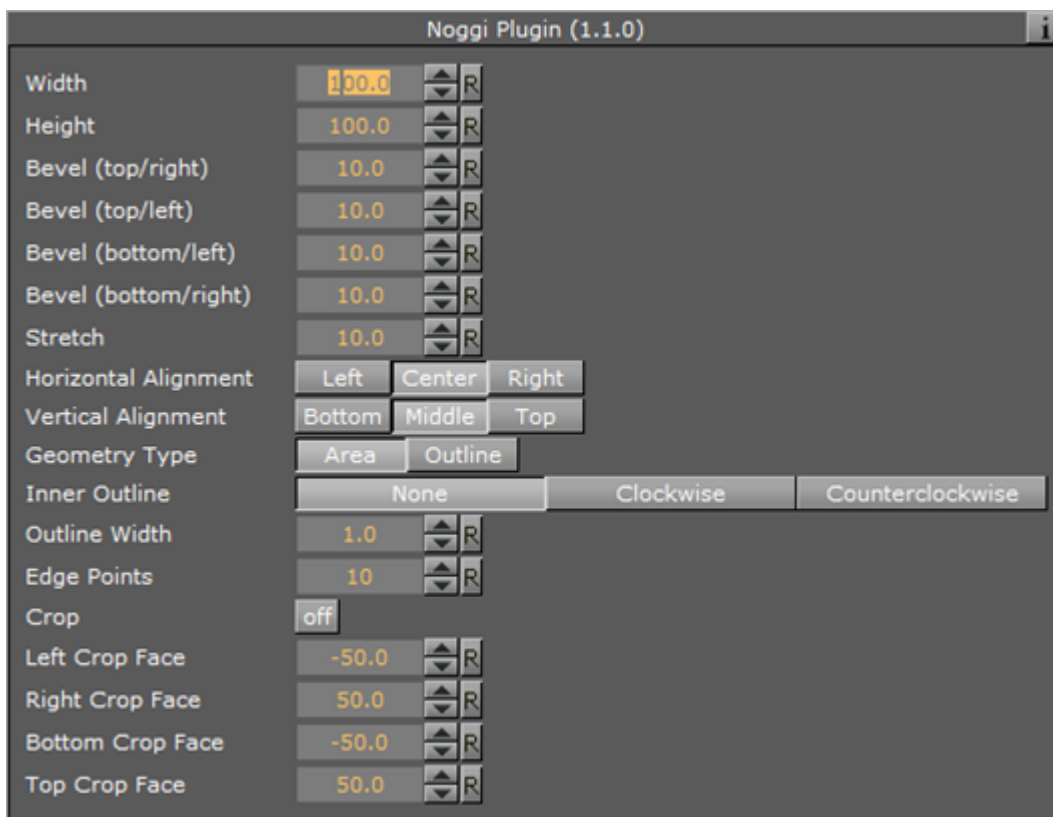 Noggi Plugin (1.1.0) i
Width 100.0 R
Height 100.0 R
Bevel (top/right) 10.0 R
Bevel (top/left) 10.0 R
Bevel (bottom/left) 10.0 R
Bevel (bottom/right) 10.0 R
Stretch 10.0 R
Horizontal Alignment Left Center Right
Vertical Alignment Bottom Middle Top
Geometry Type Area Outline
Inner Outline None Clockwise Counterclockwise
Outline Width 1.0 R
Edge Points 10 R
Crop off
Left Crop Face -50.0 R
Right Crop Face 50.0 R
Bottom Crop Face -50.0 R
Top Crop Face 50.0 R